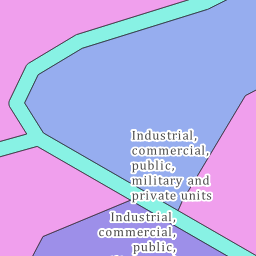 Industrial,
commercial,
public,
military and
private units
Industrial,
commercial,
public,